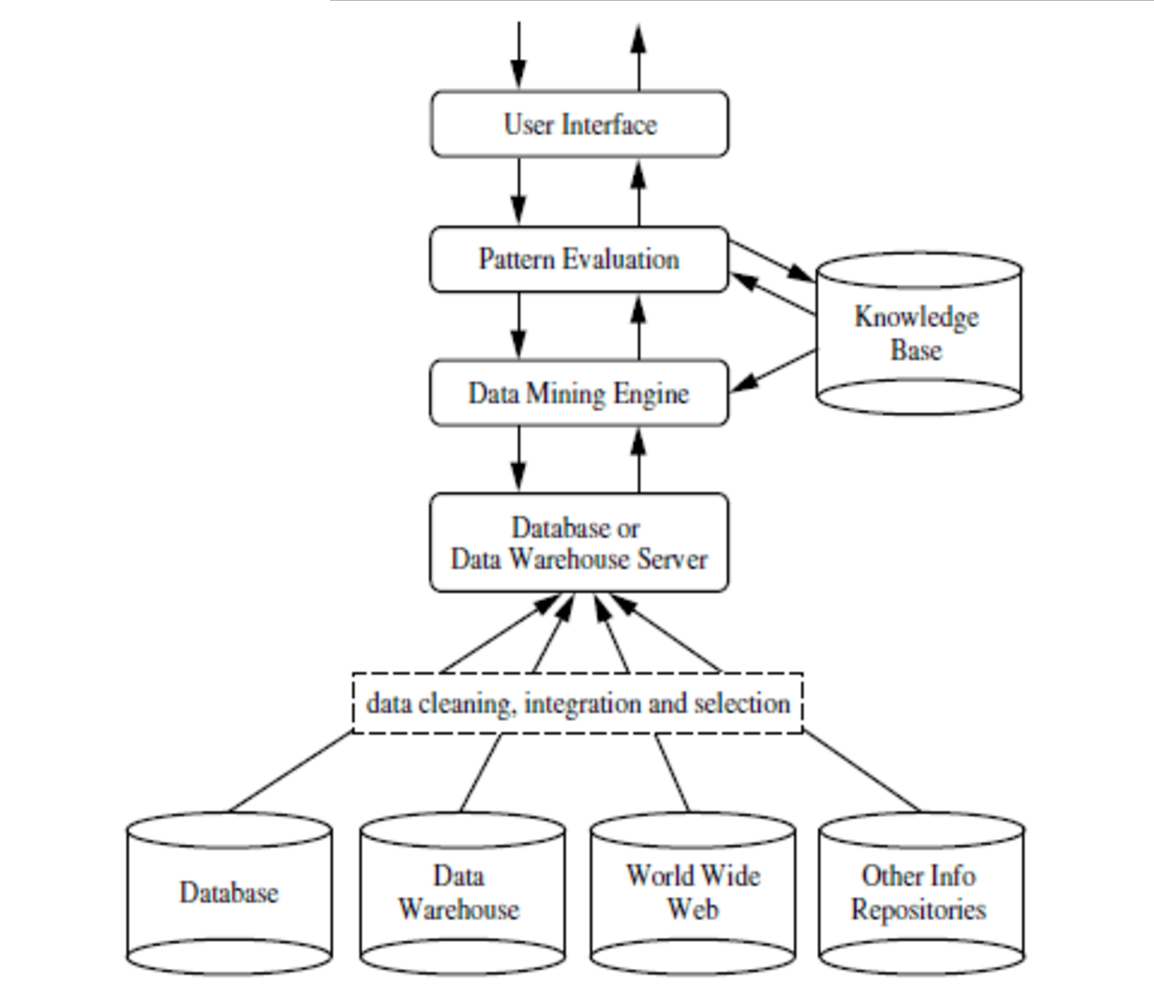 User Interface
Pattern Evaluation
Knowledge
Base
Data Mining Engine
Database or
Data Warehouse Server
data cleaning, integration and selection
Database
Data
Warehouse
World Wide
Web
Other Info
Repositories